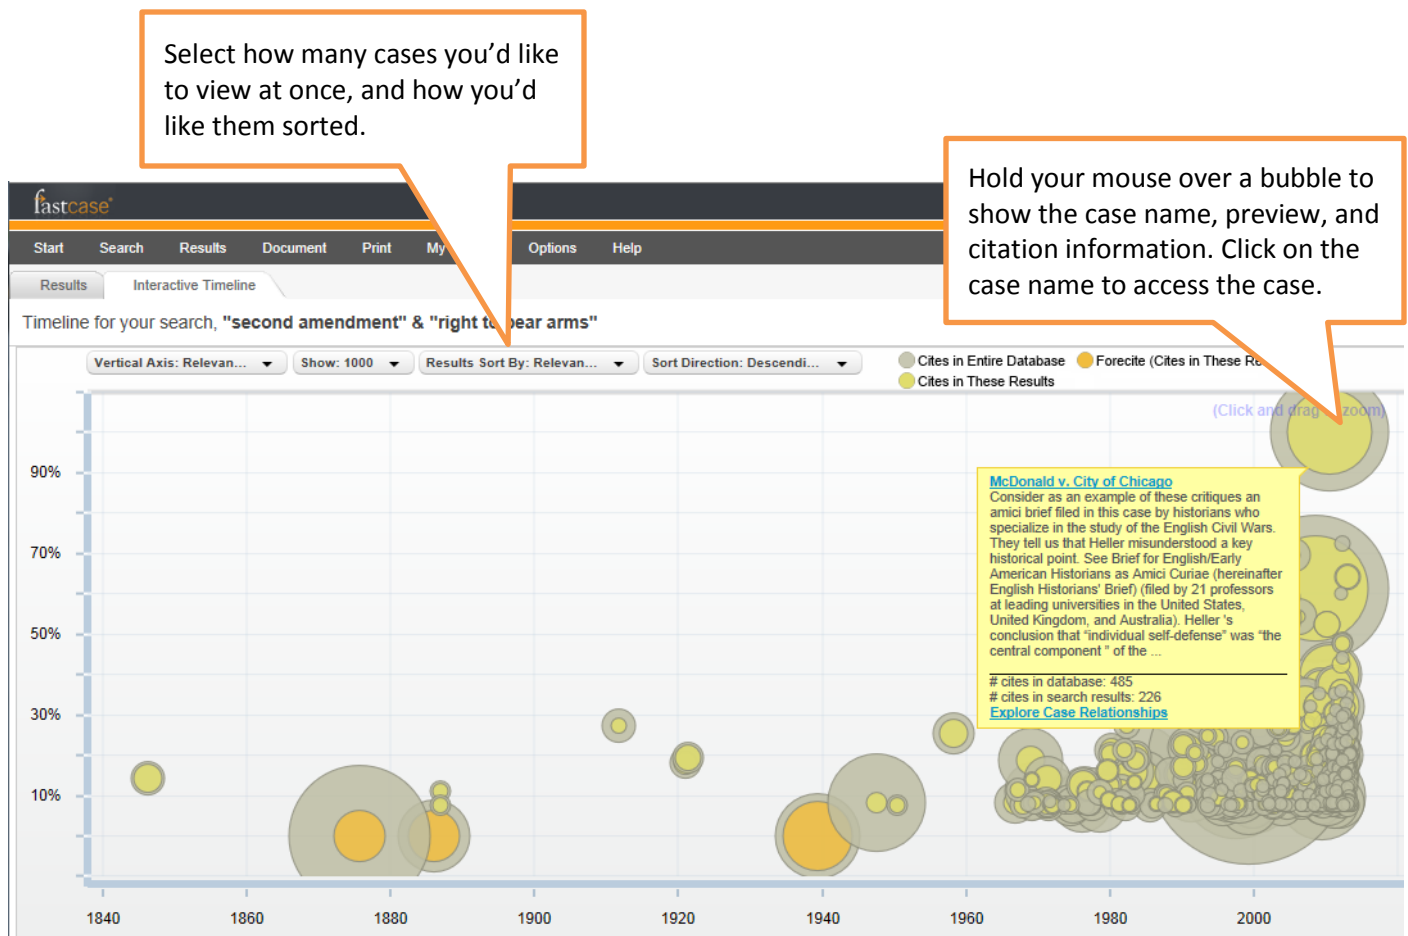 Select how many cases you’d like
to view at once, and how you’d
like them sorted.
Hold your mouse over a bubble to
show the case name, preview, and
citation information. Click on the
case name to access the case.
fastcase®
Start Search Results Document Print My Options Help
Results Interactive Timeline
Timeline for your search, "second amendment" & "right to bear arms"
Vertical Axis: Relevan... Show: 1000 Results Sort By: Relevan... Sort Direction: Descendi...
Cites in Entire Database Forecite (Cites in These Re
Cites in These Results
(Click and drag to zoom)
McDonald v. City of Chicago
Consider as an example of these critiques an
amici brief filed in this case by historians who
specialize in the study of the English Civil Wars.
They tell us that Heller misunderstood a key
historical point. See Brief for English/Early
American Historians as Amici Curiae (hereinafter
English Historians' Brief) (filed by 21 professors
at leading universities in the United States,
United Kingdom, and Australia). Heller 's
conclusion that “individual self-defense” was “the
central component ” of the ...
# cites in database: 485
# cites in search results: 226
Explore Case Relationships
90%
70%
50%
30%
10%
1840 1860 1880 1900 1920 1940 1960 1980 2000